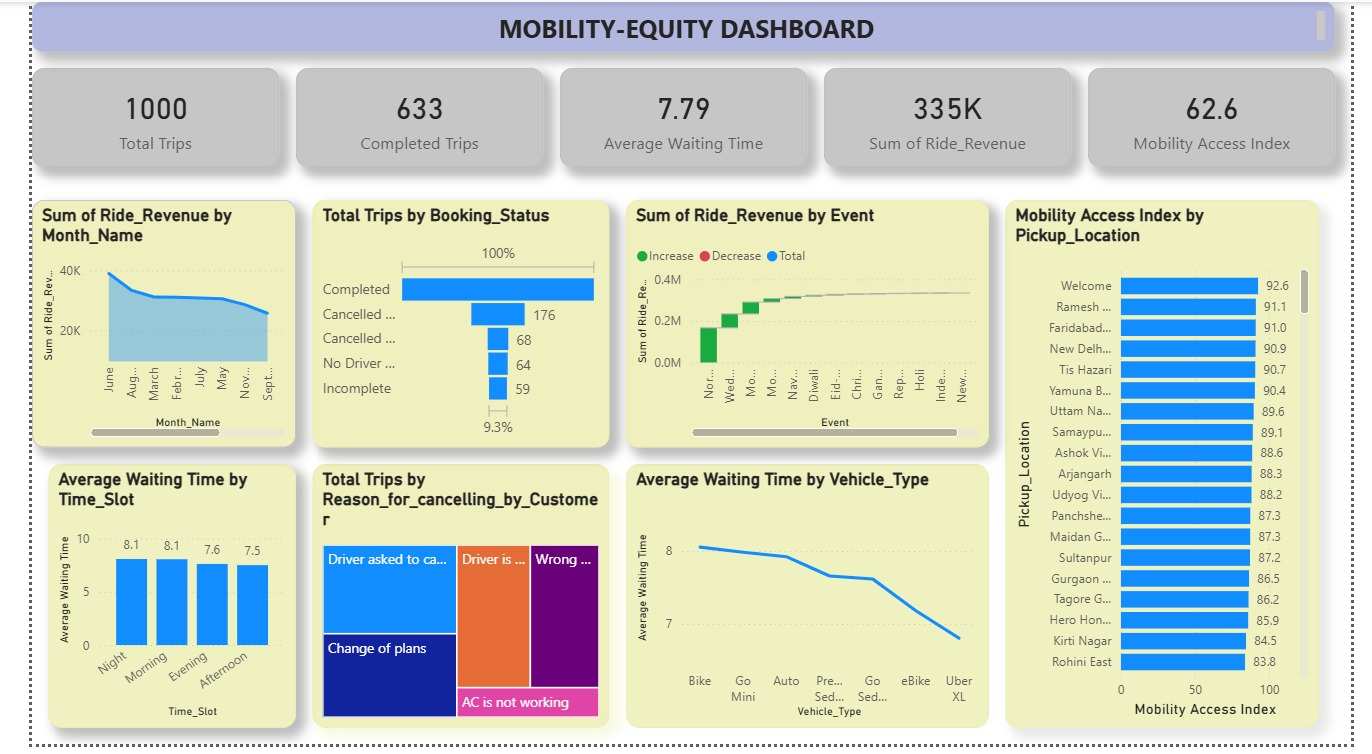 MOBILITY-EQUITY DASHBOARD
1000
Total Trips
633
Completed Trips
7.79
Average Waiting Time
335K
Sum of Ride_Revenue
62.6
Mobility Access Index
Sum of Ride_Revenue by
Month_Name
Sum of Ride_Rev...
40K
20K
June
Aug...
March
Febr...
July
May
Nov...
Sept...
Month_Name
Total Trips by Booking_Status
100%
Completed
Cancelled ... 176
Cancelled ... 68
No Driver ... 64
Incomplete 59
9.3%
Sum of Ride_Revenue by Event
Increase Decrease Total
Sum of Ride_Re...
0.4M
0.2M
0.0M
Nor...
Wed...
Mo...
Mo...
Nav...
Diwali
Eid-...
Chri...
Gan...
Rep...
Holi
Inde...
New...
Event
Mobility Access Index by
Pickup_Location
Pickup_Location
Welcome 92.6
Ramesh ... 91.1
Faridabad... 91.0
New Delh... 90.9
Tis Hazari 90.7
Yamuna B... 90.4
Uttam Na... 89.6
Samaypu... 89.1
Ashok Vi... 88.6
Arjangarh 88.3
Udyog Vi... 88.2
Panchshe... 87.3
Maidan G... 87.3
Sultanpur 87.2
Gurgaon ... 86.5
Tagore G... 86.2
Hero Hon... 85.9
Kirti Nagar 84.5
Rohini East 83.8
0 50 100
Mobility Access Index
Average Waiting Time by
Time_Slot
Average Waiting Time
10
5
0
8.1 8.1 7.6 7.5
Night
Morning
Evening
Afternoon
Time_Slot
Total Trips by
Reason_for_cancelling_by_Custome
r
Driver asked to ca...
Driver is ...
Wrong ...
Change of plans
AC is not working
Average Waiting Time by Vehicle_Type
Average Waiting Time
8
7
Bike
Go
Mini
Auto
Pre...
Sed...
Go
Sed...
eBike
Uber
XL
Vehicle_Type